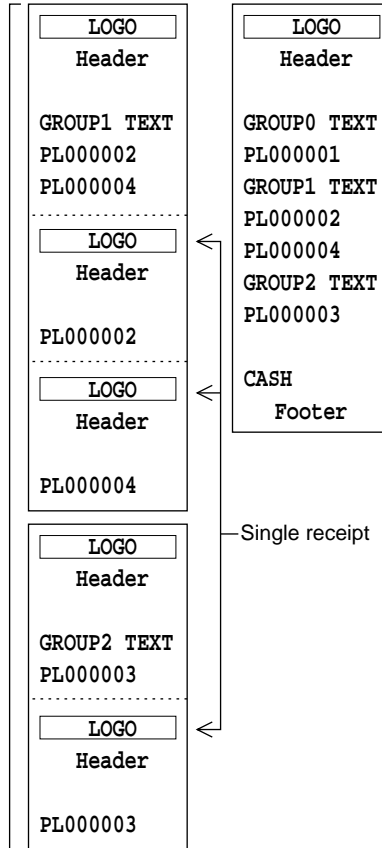 LOGO
Header
GROUP1 TEXT
PL000002
PL000004
LOGO
Header
PL000002
LOGO
Header
PL000004
LOGO
Header
GROUP2 TEXT
PL000003
LOGO
Header
PL000003
LOGO
Header
GROUP0 TEXT
PL000001
GROUP1 TEXT
PL000002
PL000004
GROUP2 TEXT
PL000003
CASH
Footer
Single receipt